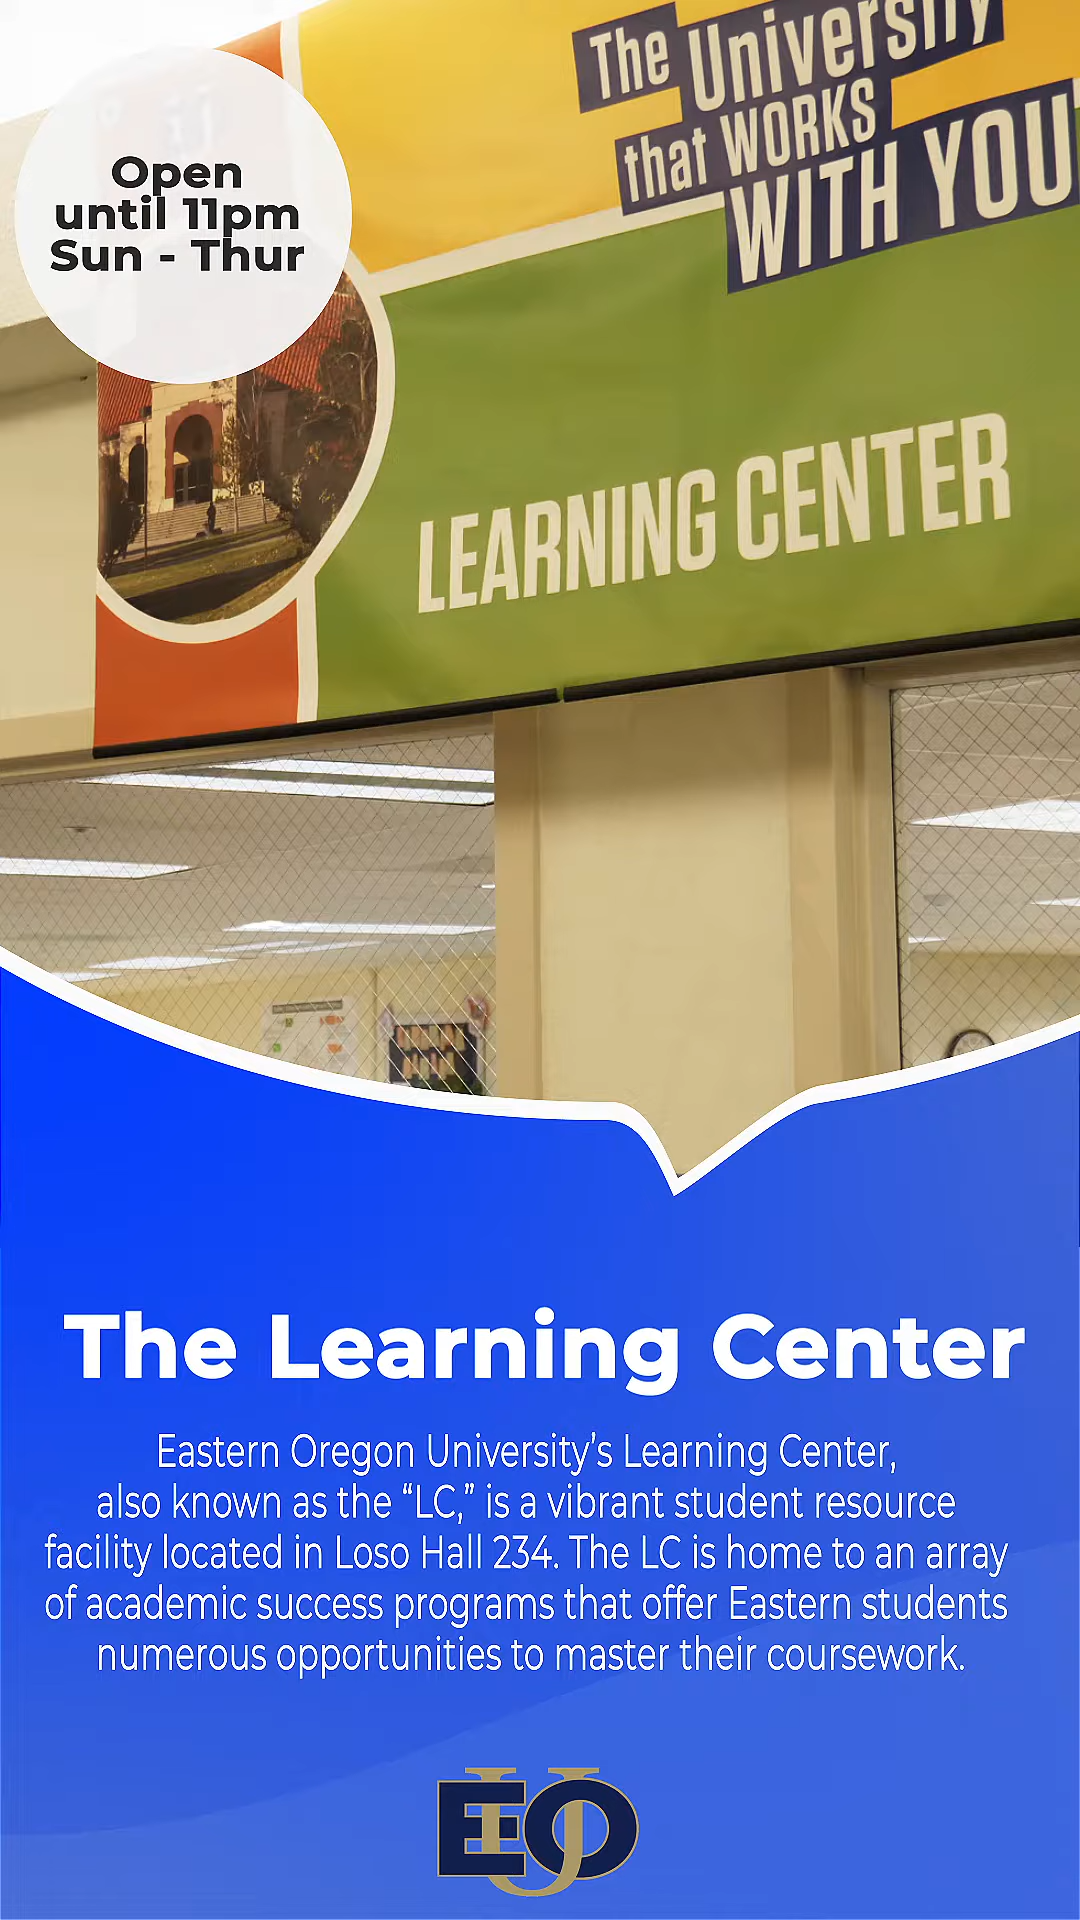 Open
until 11pm
Sun - Thur
The University
that WORKS
WITH YOU
LEARNING CENTER
The Learning Center
Eastern Oregon University’s Learning Center,
also known as the “LC,” is a vibrant student resource
facility located in Loso Hall 234. The LC is home to an array
of academic success programs that offer Eastern students
numerous opportunities to master their coursework.
EOU